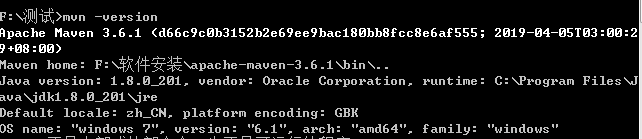 F:\测试>mvn -version
Apache Maven 3.6.1 (d66c9c0b3152b2e69ee9bac180bb8fcc8e6af555; 2019-04-05T03:00:2
9+08:00)
Maven home: F:\软件安装\apache-maven-3.6.1\bin\..
Java version: 1.8.0_201, vendor: Oracle Corporation, runtime: C:\Program Files\J
ava\jdk1.8.0_201\jre
Default locale: zh_CN, platform encoding: GBK
OS name: "windows 7", version: "6.1", arch: "amd64", family: "windows"